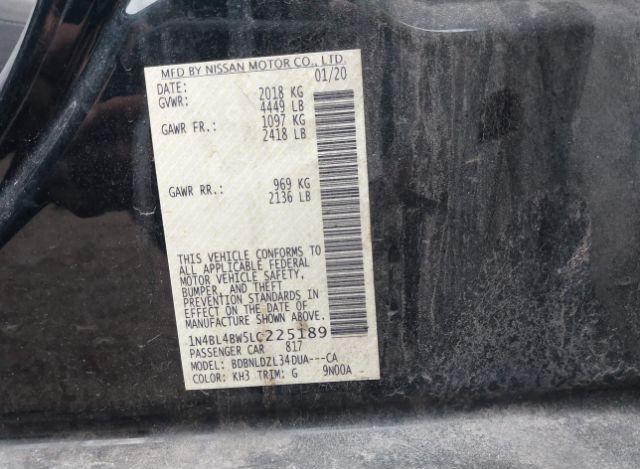 MFD BY NISSAN MOTOR CO., LTD.
DATE: 01/20
GVWR: 2018 KG
4449 LB
GAWR FR.: 1097 KG
2418 LB
GAWR RR.: 969 KG
2136 LB
THIS VEHICLE CONFORMS TO
ALL APPLICABLE FEDERAL
MOTOR VEHICLE SAFETY,
BUMPER, AND THEFT
PREVENTION STANDARDS IN
EFFECT ON THE DATE OF
MANUFACTURE SHOWN ABOVE.
1N4BL4BW5LC225189
PASSENGER CAR 817
MODEL: BDBNLDZL34DUA---CA
COLOR: KH3 TRIM: G 9N00A